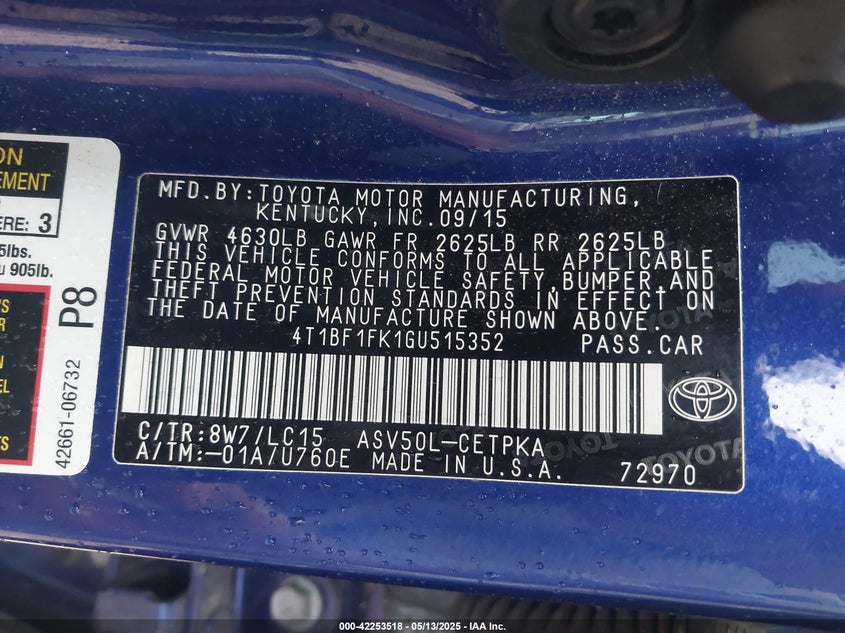 ON
EMENT
ERE: 3
5lbs.
905lb.
P8
42661-06732
MFD.BY:TOYOTA MOTOR MANUFACTURING,
KENTUCKY,INC.09/15
GVWR 4630LB GAWR FR 2625LB RR 2625LB
THIS VEHICLE CONFORMS TO ALL APPLICABLE
FEDERAL MOTOR VEHICLE SAFETY,BUMPER,AND
THEFT PREVENTION STANDARDS IN EFFECT ON
THE DATE OF MANUFACTURE SHOWN ABOVE.
4T1BF1FK1GU515352 PASS.CAR
C/TR:8W7/LC15 ASV50L-CETPKA
A/TM:-01A/U760E MADE IN U.S.A. 72970
000-42253518 - 05/13/2025 - IAA Inc.